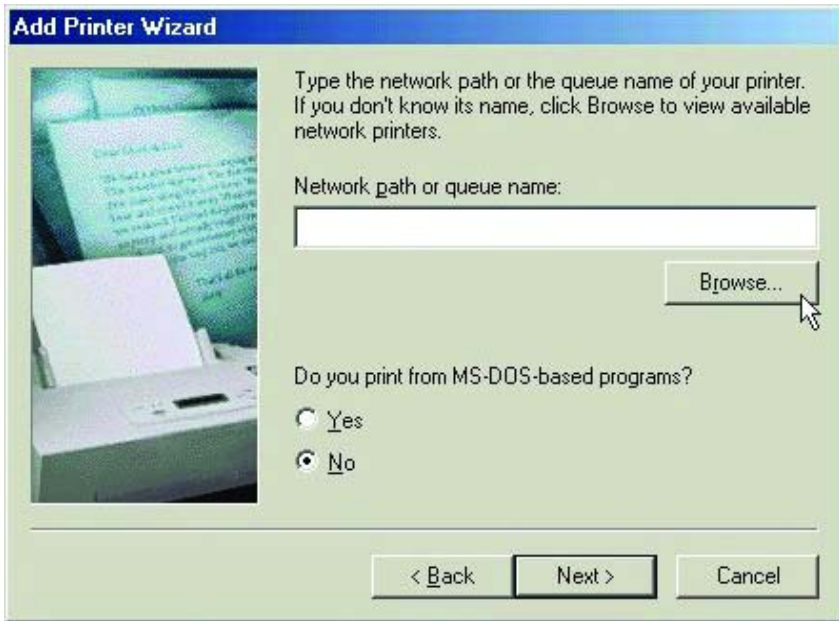 Add Printer Wizard
Type the network path or the queue name of your printer.
If you don't know its name, click Browse to view available
network printers.
Network path or queue name:
Browse...
Do you print from MS-DOS-based programs?
Yes
No
< Back
Next >
Cancel